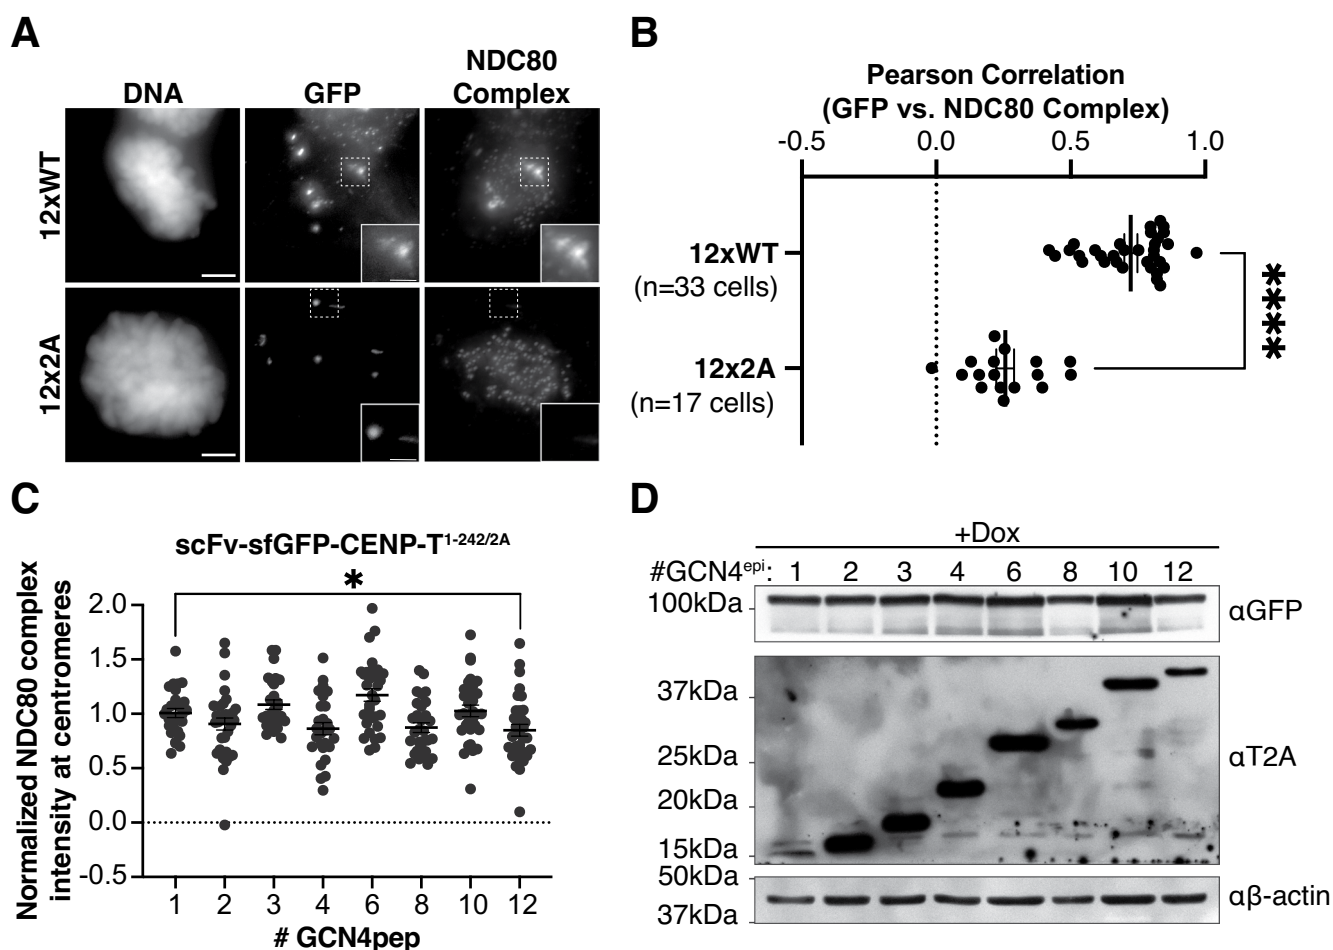 A
DNA
GFP
NDC80
Complex
12xWT
12x2A
B
Pearson Correlation
(GFP vs. NDC80 Complex)
-0.5 0.0 0.5 1.0
12xWT
(n=33 cells)
12x2A
(n=17 cells)
****
C
scFv-sfGFP-CENP-T1-242/2A
*
Normalized NDC80 complex
intensity at centromeres
2.0
1.5
1.0
0.5
0.0
-0.5
1 2 3 4 6 8 10 12
# GCN4pep
D
+Dox
#GCN4epi: 1 2 3 4 6 8 10 12
100kDa
αGFP
37kDa
25kDa
20kDa
15kDa
αT2A
50kDa
37kDa
αβ-actin